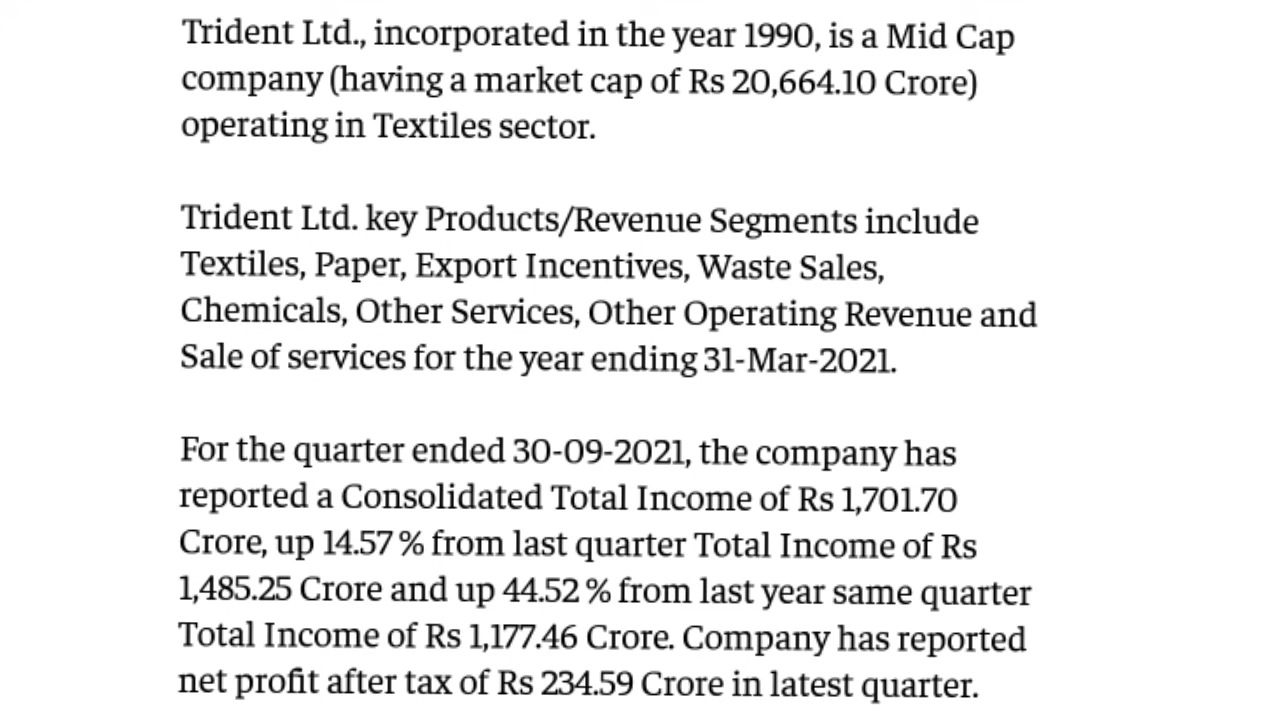 Trident Ltd., incorporated in the year 1990, is a Mid Cap
company (having a market cap of Rs 20,664.10 Crore)
operating in Textiles sector.
Trident Ltd. key Products/Revenue Segments include
Textiles, Paper, Export Incentives, Waste Sales,
Chemicals, Other Services, Other Operating Revenue and
Sale of services for the year ending 31-Mar-2021.
For the quarter ended 30-09-2021, the company has
reported a Consolidated Total Income of Rs 1,701.70
Crore, up 14.57 % from last quarter Total Income of Rs
1,485.25 Crore and up 44.52 % from last year same quarter
Total Income of Rs 1,177.46 Crore. Company has reported
net profit after tax of Rs 234.59 Crore in latest quarter.